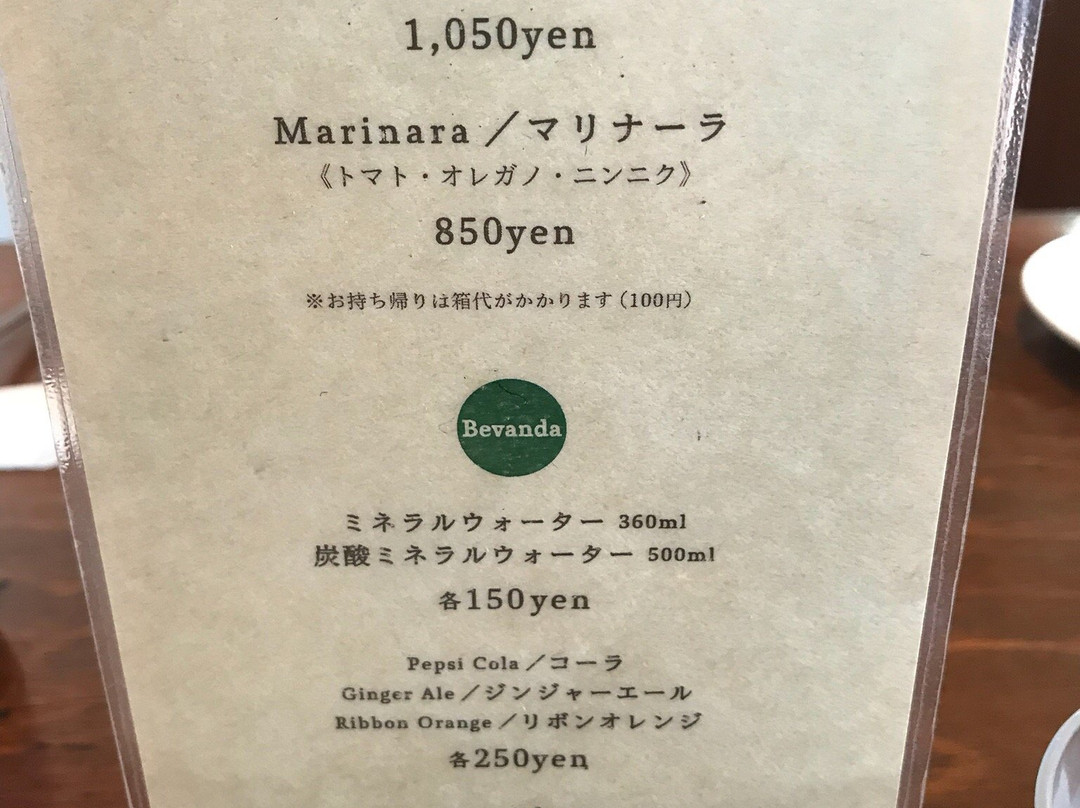 1,050yen
Marinara／マリナーラ
《トマト・オレガノ・ニンニク》
850yen
※お持ち帰りは箱代がかかります（100円）
Bevanda
ミネラルウォーター 360ml
炭酸ミネラルウォーター 500ml
各150yen
Pepsi Cola／コーラ
Ginger Ale／ジンジャーエール
Ribbon Orange／リボンオレンジ
各250yen